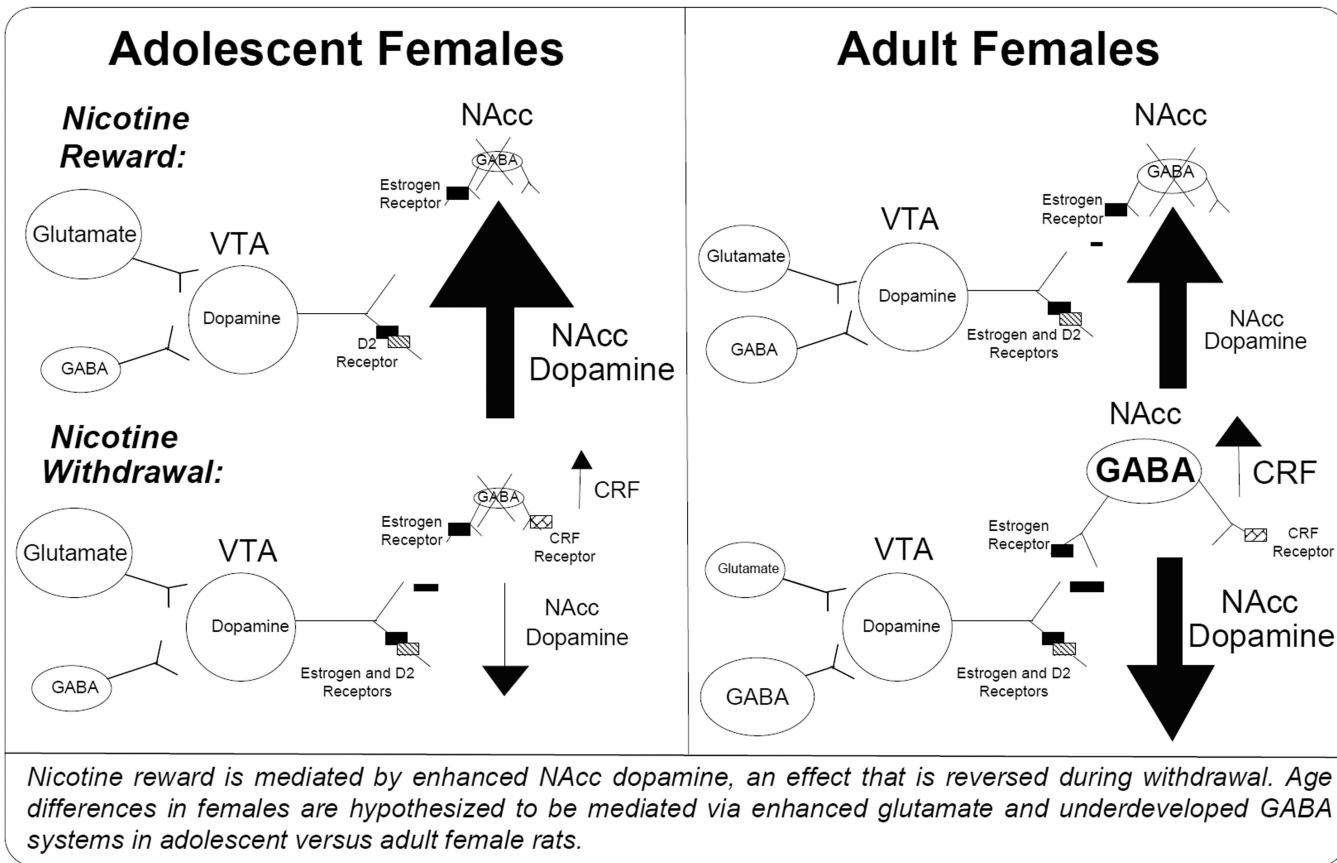 Adolescent Females
Nicotine
Reward:
NAcc
GABA
Estrogen
Receptor
Glutamate
VTA
Dopamine
D2
Receptor
GABA
NAcc
Dopamine
Nicotine
Withdrawal:
GABA
CRF
Estrogen
Receptor
CRF
Receptor
Glutamate
VTA
Dopamine
Estrogen and D2
Receptors
GABA
NAcc
Dopamine
Adult Females
NAcc
GABA
Estrogen
Receptor
Glutamate
VTA
Dopamine
Estrogen and D2
Receptors
GABA
NAcc
Dopamine
NAcc
GABA
CRF
Estrogen
Receptor
CRF
Receptor
Glutamate
VTA
Dopamine
Estrogen and D2
Receptors
GABA
NAcc
Dopamine
Nicotine reward is mediated by enhanced NAcc dopamine, an effect that is reversed during withdrawal. Age
differences in females are hypothesized to be mediated via enhanced glutamate and underdeveloped GABA
systems in adolescent versus adult female rats.